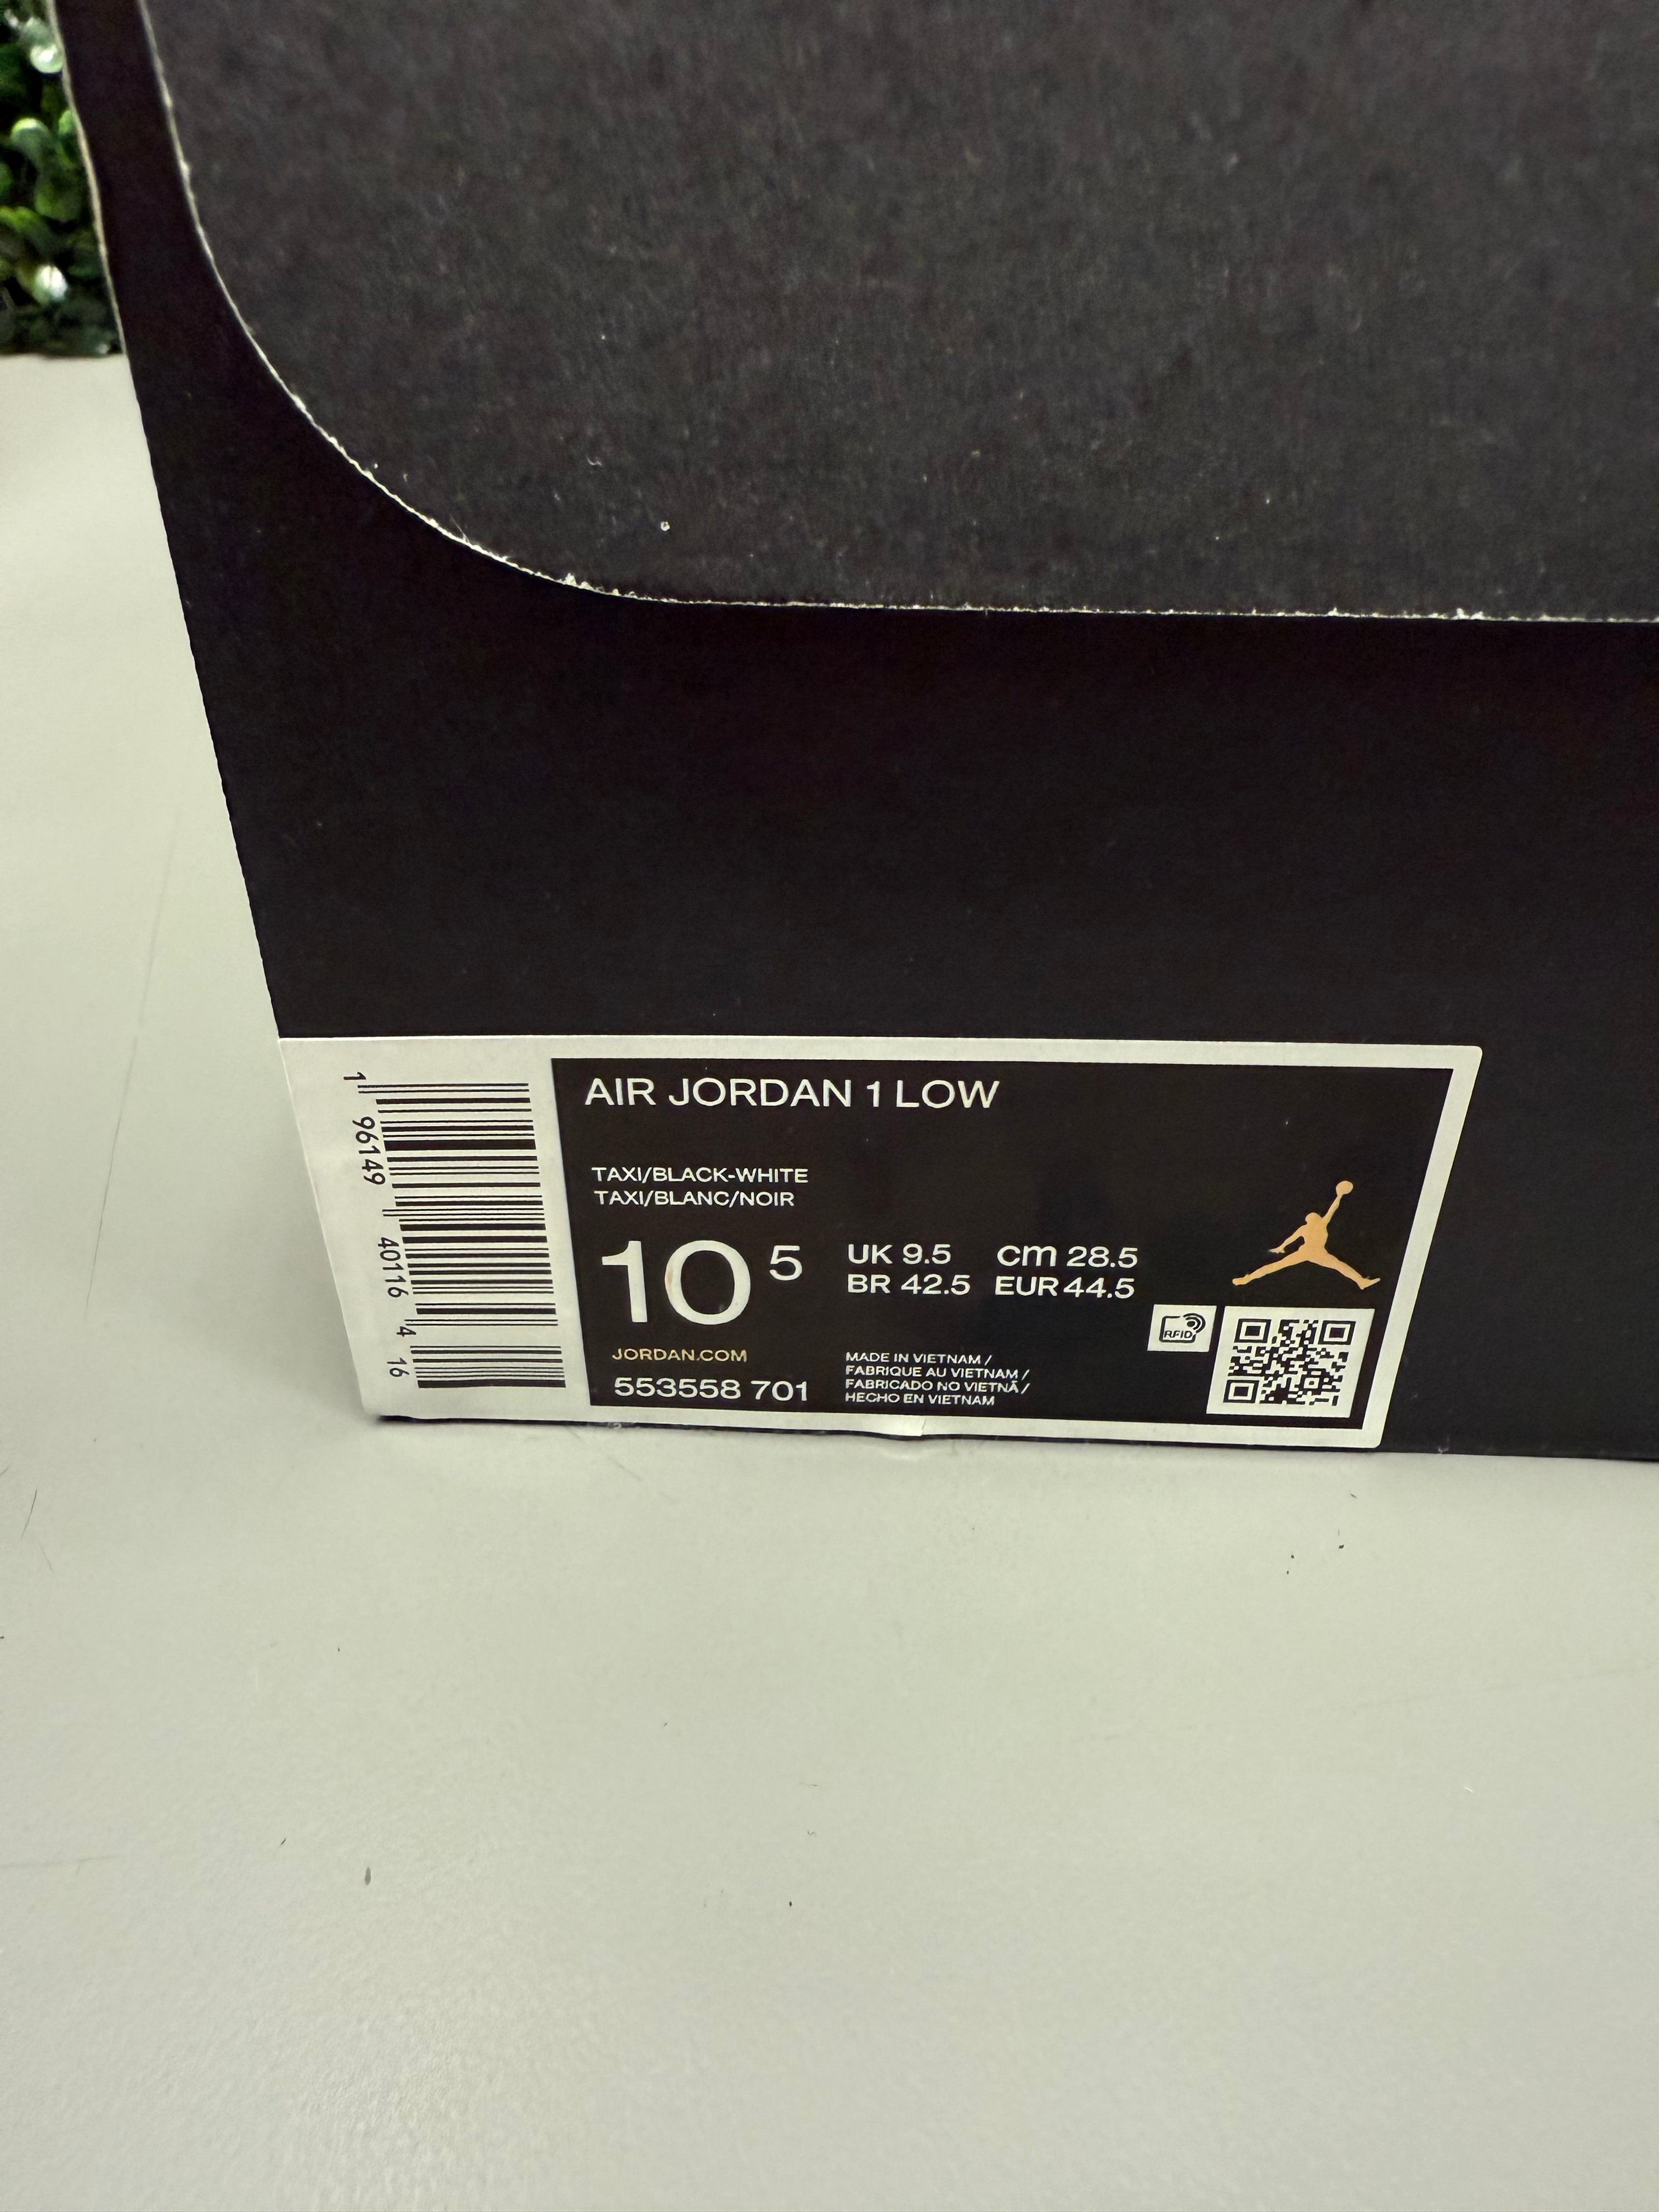 AIR JORDAN 1 LOW
TAXI/BLACK-WHITE
TAXI/BLANC/NOIR
10 5
UK 9.5 cm 28.5
BR 42.5 EUR 44.5
JORDAN.COM
553558 701
MADE IN VIETNAM /
FABRIQUE AU VIETNAM /
FABRICADO NO VIETNÃ /
HECHO EN VIETNAM
RFID
1 96149 40116 4 16